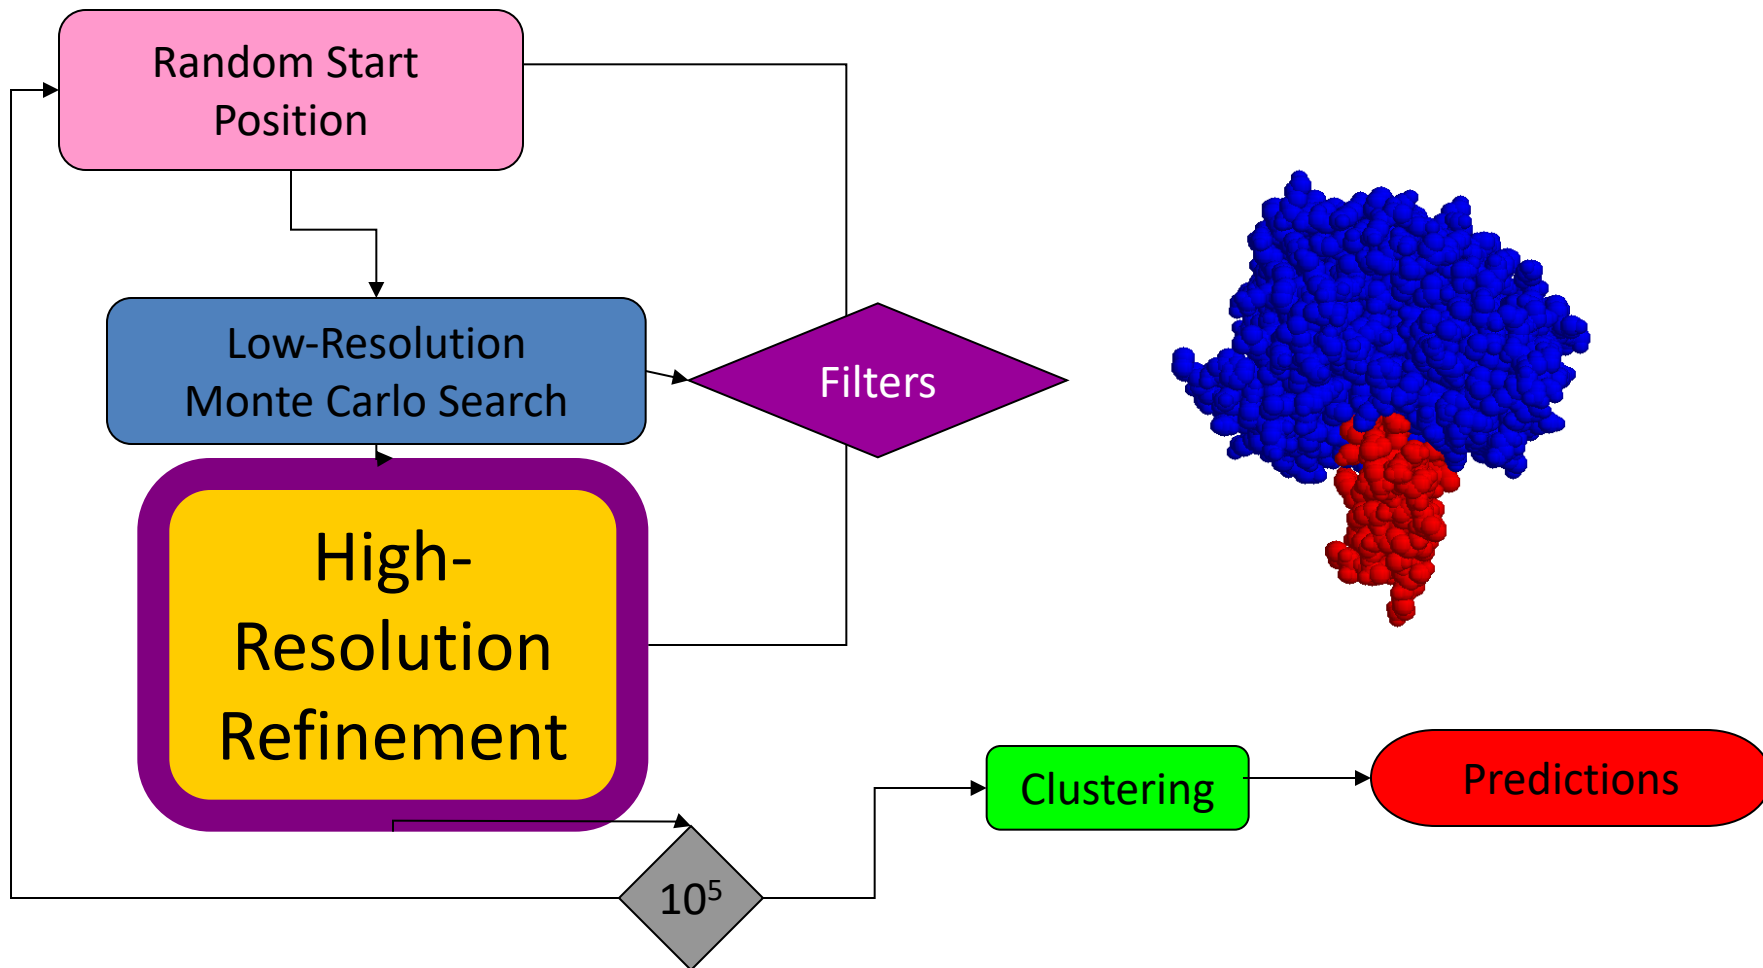 Random Start
Position
Low-Resolution
Monte Carlo Search
Filters
High-
Resolution
Refinement
Clustering
Predictions
10⁵